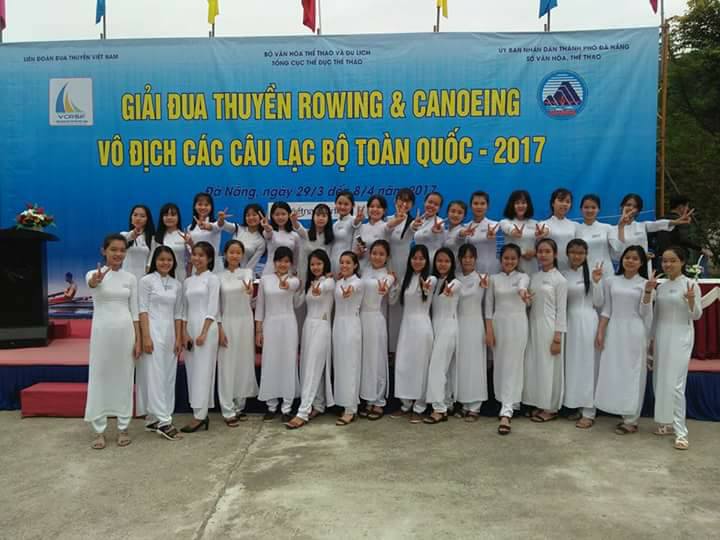 LIÊN ĐOÀN ĐUA THUYỀN VIỆT NAM
BỘ VĂN HÓA THỂ THAO VÀ DU LỊCH
TỔNG CỤC THỂ DỤC THỂ THAO
ỦY BAN NHÂN DÂN THÀNH PHỐ ĐÀ NẴNG
SỞ VĂN HÓA, THỂ THAO
VCRSF
GIẢI ĐUA THUYỀN ROWING & CANOEING
VÔ ĐỊCH CÁC CÂU LẠC BỘ TOÀN QUỐC - 2017
Đà Nẵng, ngày 29/3 đến 8/4 năm 2017